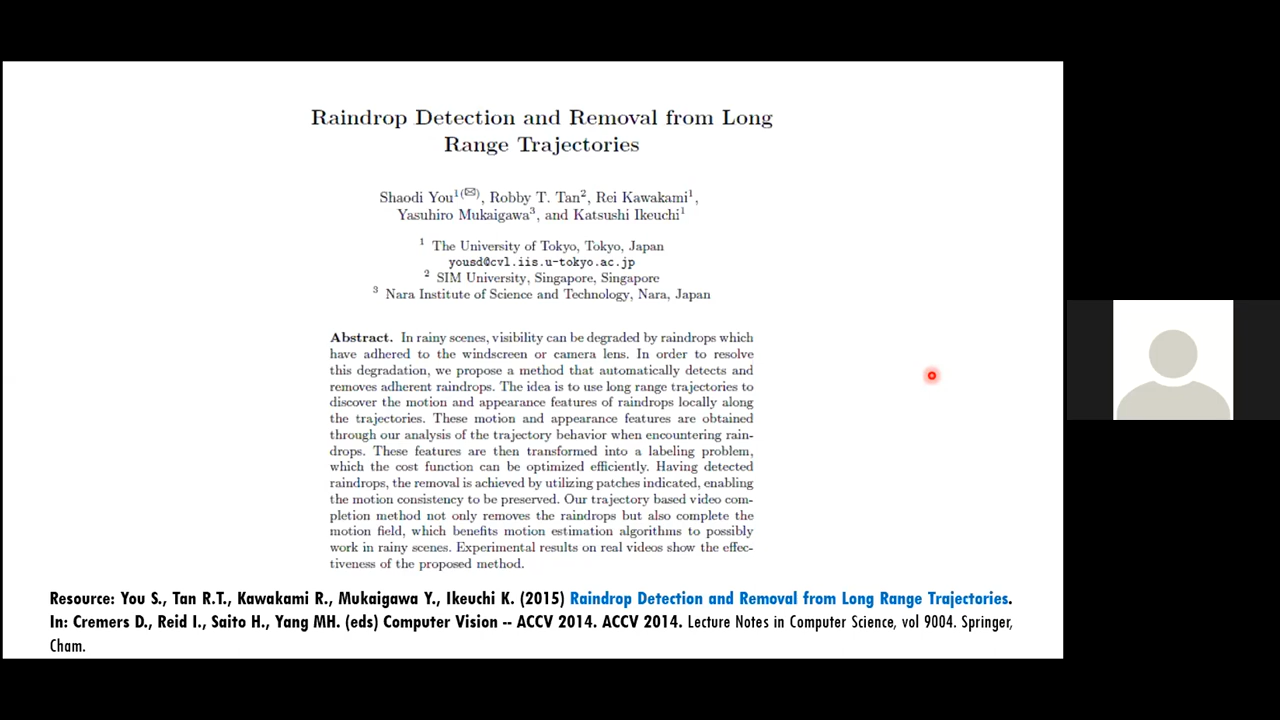 Raindrop Detection and Removal from Long
Range Trajectories
Shaodi You1(✉), Robby T. Tan2, Rei Kawakami1,
Yasuhiro Mukaigawa3, and Katsushi Ikeuchi1
1 The University of Tokyo, Tokyo, Japan
yousd@cvl.iis.u-tokyo.ac.jp
2 SIM University, Singapore, Singapore
3 Nara Institute of Science and Technology, Nara, Japan
Abstract. In rainy scenes, visibility can be degraded by raindrops which
have adhered to the windscreen or camera lens. In order to resolve
this degradation, we propose a method that automatically detects and
removes adherent raindrops. The idea is to use long range trajectories to
discover the motion and appearance features of raindrops locally along
the trajectories. These motion and appearance features are obtained
through our analysis of the trajectory behavior when encountering rain-
drops. These features are then transformed into a labeling problem,
which the cost function can be optimized efficiently. Having detected
raindrops, the removal is achieved by utilizing patches indicated, enabling
the motion consistency to be preserved. Our trajectory based video com-
pletion method not only removes the raindrops but also complete the
motion field, which benefits motion estimation algorithms to possibly
work in rainy scenes. Experimental results on real videos show the effec-
tiveness of the proposed method.
Resource: You S., Tan R.T., Kawakami R., Mukaigawa Y., Ikeuchi K. (2015) Raindrop Detection and Removal from Long Range Trajectories.
In: Cremers D., Reid I., Saito H., Yang MH. (eds) Computer Vision -- ACCV 2014. ACCV 2014. Lecture Notes in Computer Science, vol 9004. Springer,
Cham.